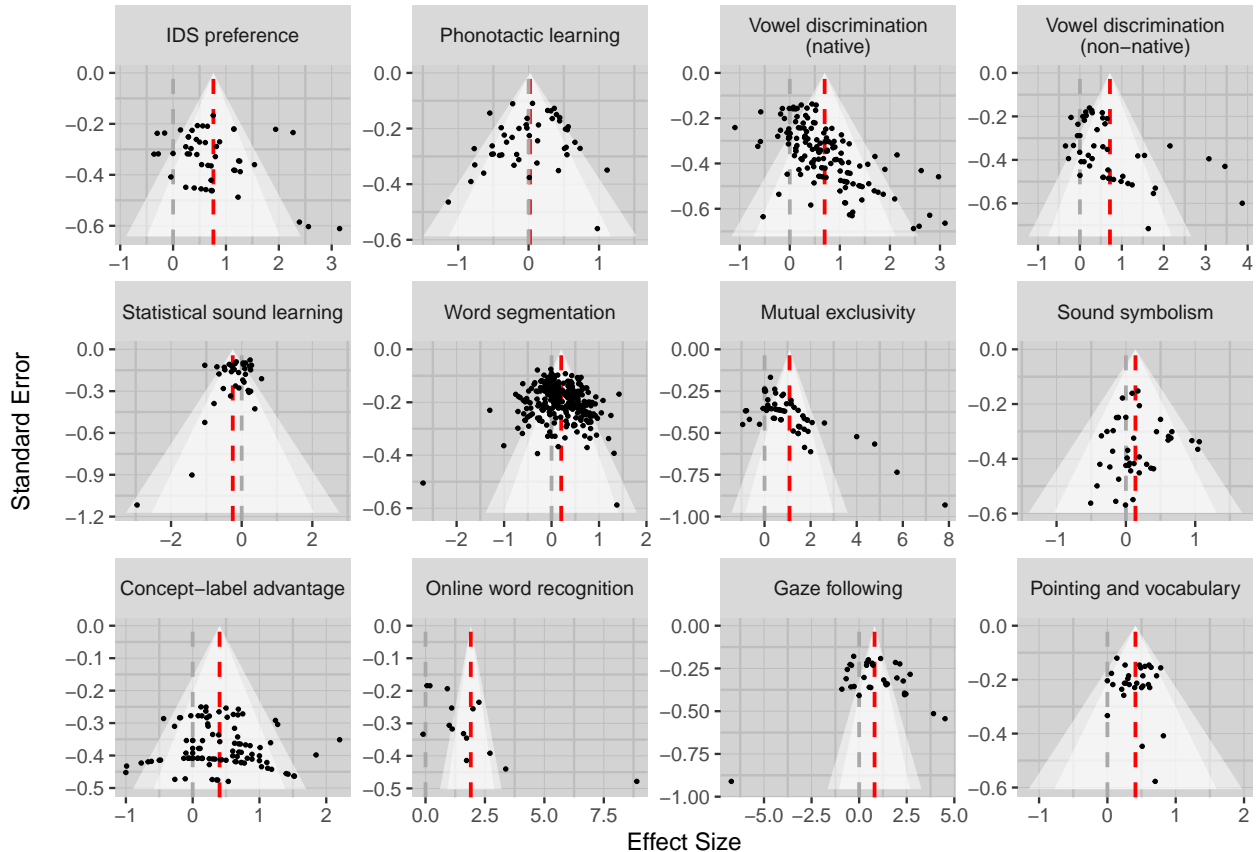 IDS preference
Phonotactic learning
Vowel discrimination
(native)
Vowel discrimination
(non−native)
0.0
−0.2
−0.4
−0.6
−1 0 1 2 3
0.0
−0.2
−0.4
−0.6
−1 0 1
0.0
−0.2
−0.4
−0.6
−1 0 1 2 3
0.0
−0.2
−0.4
−0.6
−1 0 1 2 3 4
Statistical sound learning
Word segmentation
Mutual exclusivity
Sound symbolism
0.0
−0.3
−0.6
−0.9
−1.2
−2 0 2
0.0
−0.2
−0.4
−0.6
−2 −1 0 1
0.00
−0.25
−0.50
−0.75
−1.00
0 2 4 6 8
0.0
−0.2
−0.4
−0.6
−1 0 1
Concept−label advantage
Online word recognition
Gaze following
Pointing and vocabulary
0.0
−0.1
−0.2
−0.3
−0.4
−0.5
−1 0 1 2
0.0
−0.1
−0.2
−0.3
−0.4
−0.5
0.0 2.5 5.0 7.5
0.00
−0.25
−0.50
−0.75
−1.00
−5.0 −2.5 0.0 2.5 5.0
0.0
−0.2
−0.4
−0.6
−1 0 1 2
Effect Size
Standard Error